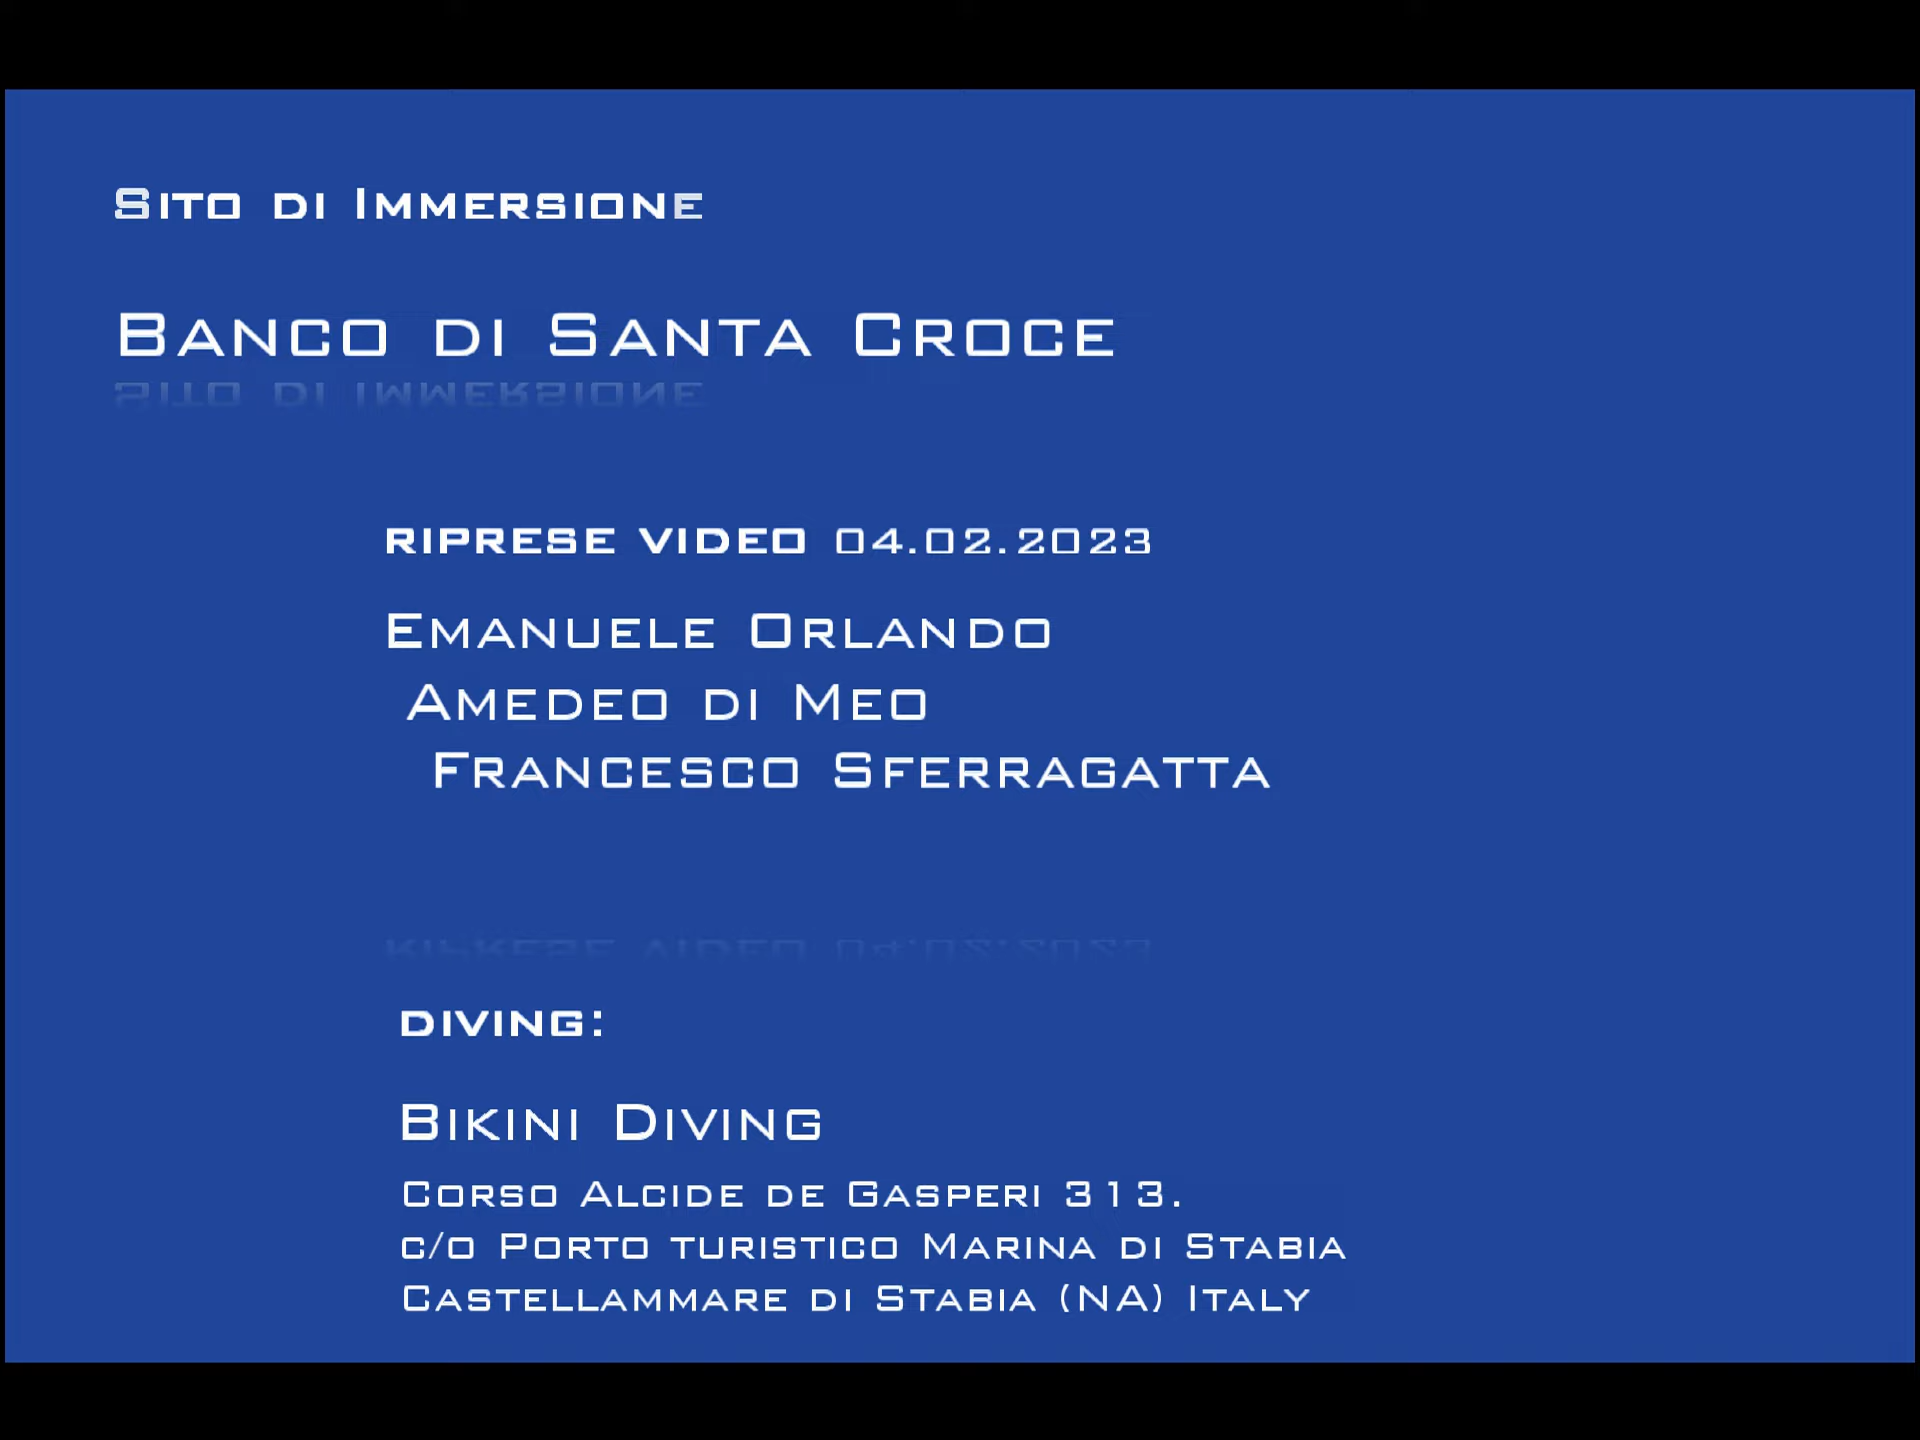 Sito di Immersione
Banco di Santa Croce
RIPRESE VIDEO 04.02.2023
Emanuele Orlando
Amedeo di Meo
Francesco Sferragatta
DIVING:
Bikini Diving
Corso Alcide de Gasperi 313.
c/o Porto turistico Marina di Stabia
Castellammare di Stabia (NA) Italy